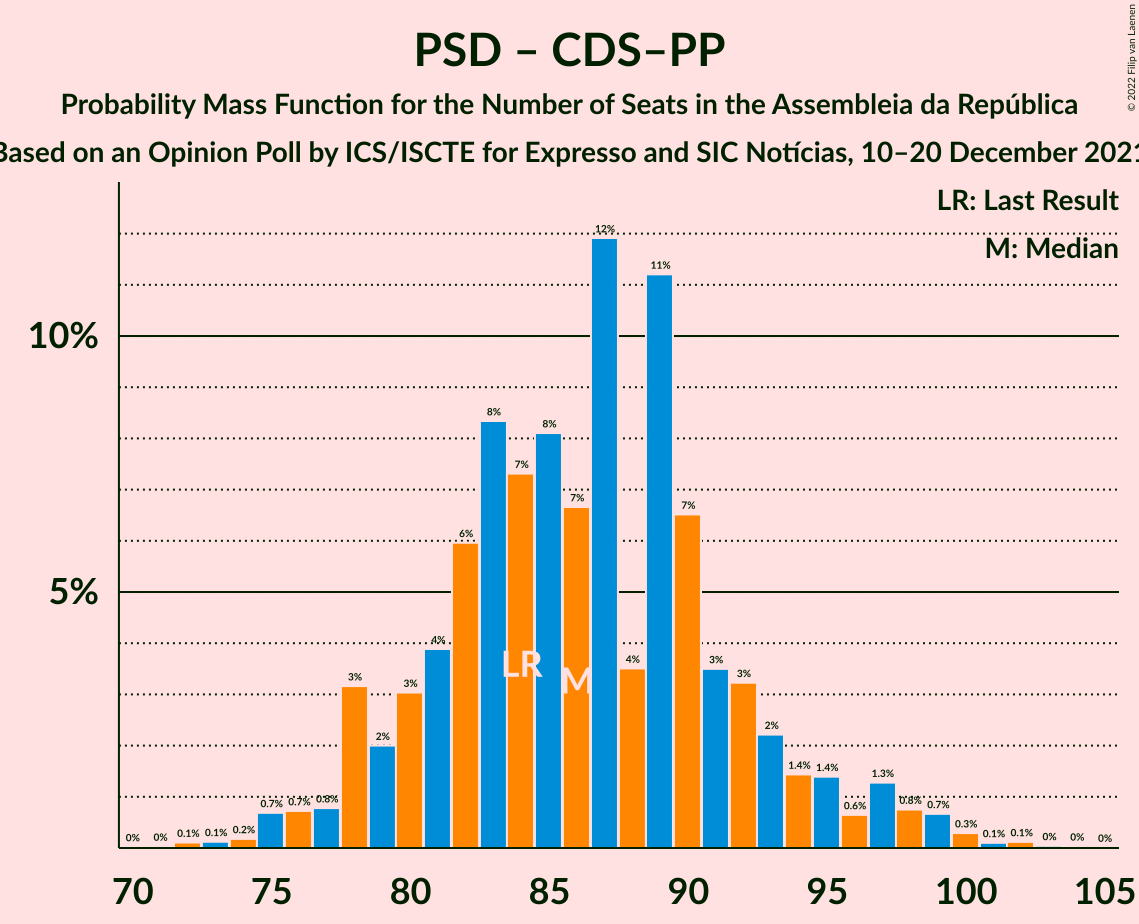 PSD – CDS–PP
Probability Mass Function for the Number of Seats in the Assembleia da República
Based on an Opinion Poll by ICS/ISCTE for Expresso and SIC Notícias, 10–20 December 2021
© 2022 Filip van Laenen
LR: Last Result
M: Median
10%
5%
0% 0% 0.1% 0.1% 0.2% 0.7% 0.7% 0.8% 3% 2% 3% 4% 6% 8% 7% 8% 7% 12% 4% 11% 7% 3% 3% 2% 1.4% 1.4% 0.6% 1.3% 0.8% 0.7% 0.3% 0.1% 0.1% 0% 0% 0%
LR
M
70 75 80 85 90 95 100 105